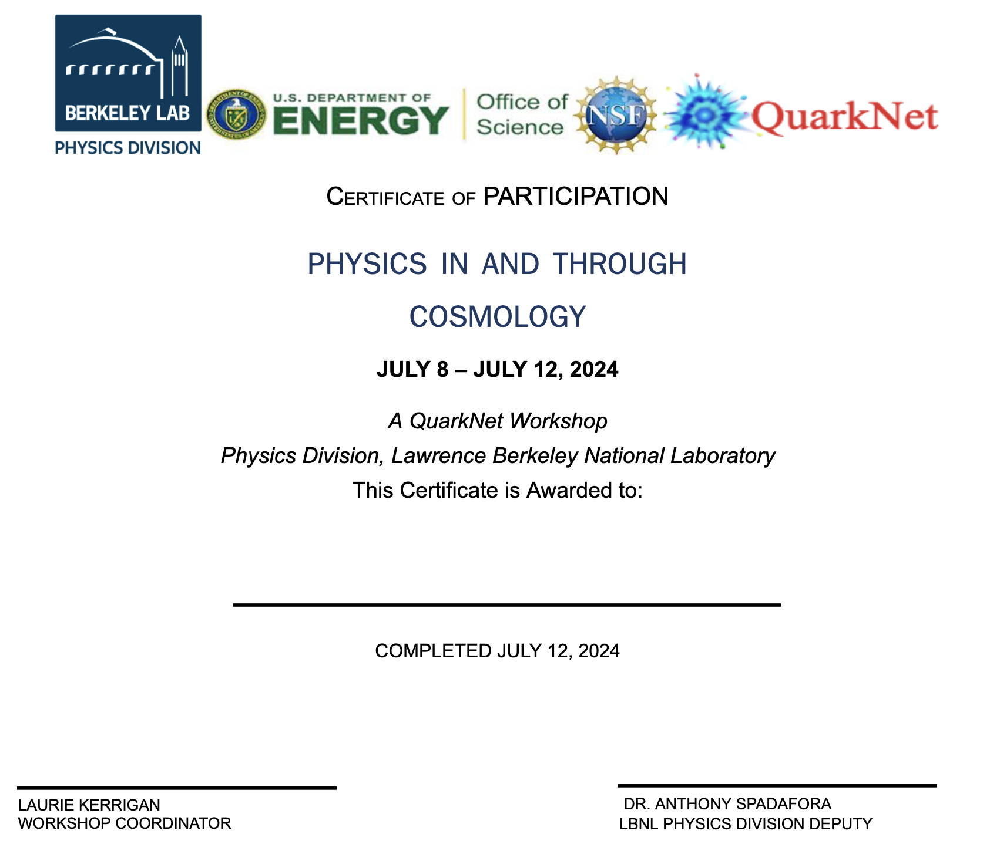 BERKELEY LAB
PHYSICS DIVISION
U.S. DEPARTMENT OF
ENERGY
Office of
Science
NSF
QuarkNet
CERTIFICATE OF PARTICIPATION
PHYSICS IN AND THROUGH
COSMOLOGY
JULY 8 – JULY 12, 2024
A QuarkNet Workshop
Physics Division, Lawrence Berkeley National Laboratory
This Certificate is Awarded to:
COMPLETED JULY 12, 2024
LAURIE KERRIGAN
WORKSHOP COORDINATOR
DR. ANTHONY SPADAFORA
LBNL PHYSICS DIVISION DEPUTY